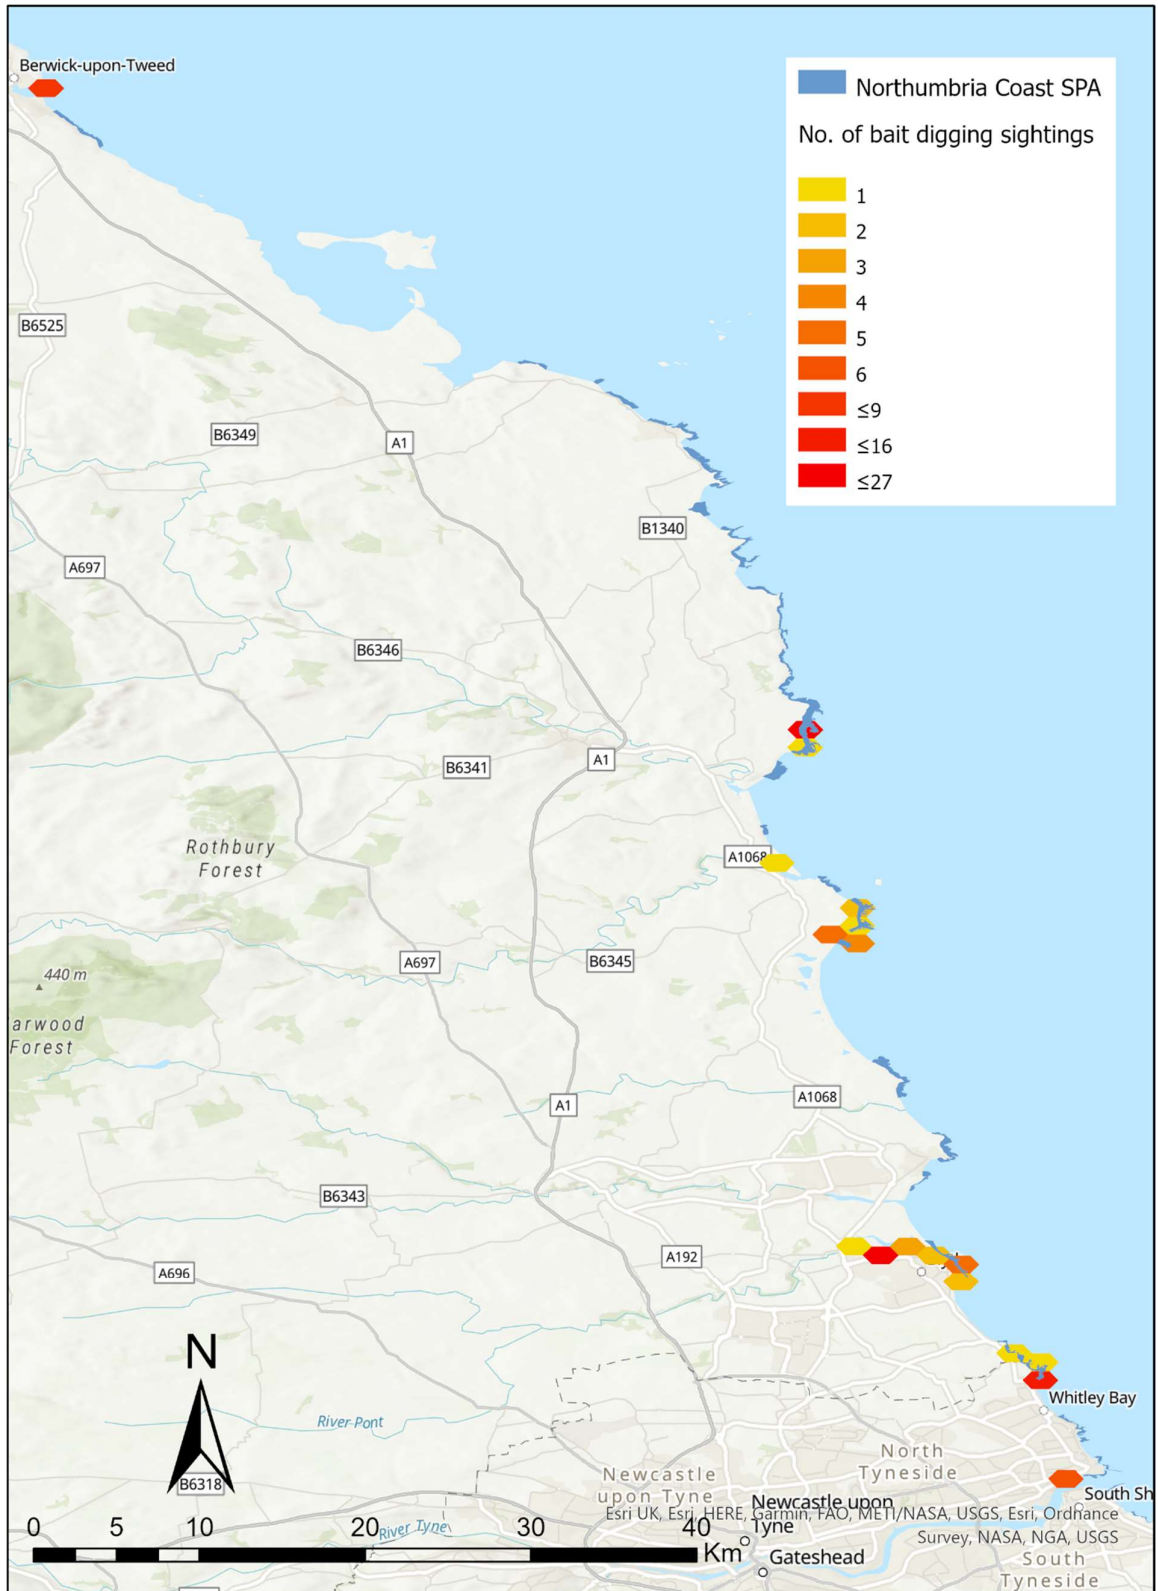 Berwick-upon-Tweed
Northumbria Coast SPA
No. of bait digging sightings
1
2
3
4
5
6
≤9
≤16
≤27
B6525
B6349
A1
B1340
A697
B6346
B6341
A1
Rothbury
Forest
A1068
A697
B6345
440 m
arwood
Forest
A1
A1068
B6343
A192
A696
N
River Pont
Whitley Bay
North
Tyneside
B6318
Newcastle
upon Tyne
South Sh
Newcastle upon
Tyne
Esri UK, Esri, HERE, Garmin, FAO, METI/NASA, USGS, Esri, Ordnance
Survey, NASA, NGA, USGS
0 5 10 20 30 40 Km
River Tyne
Gateshead
South
Tyneside